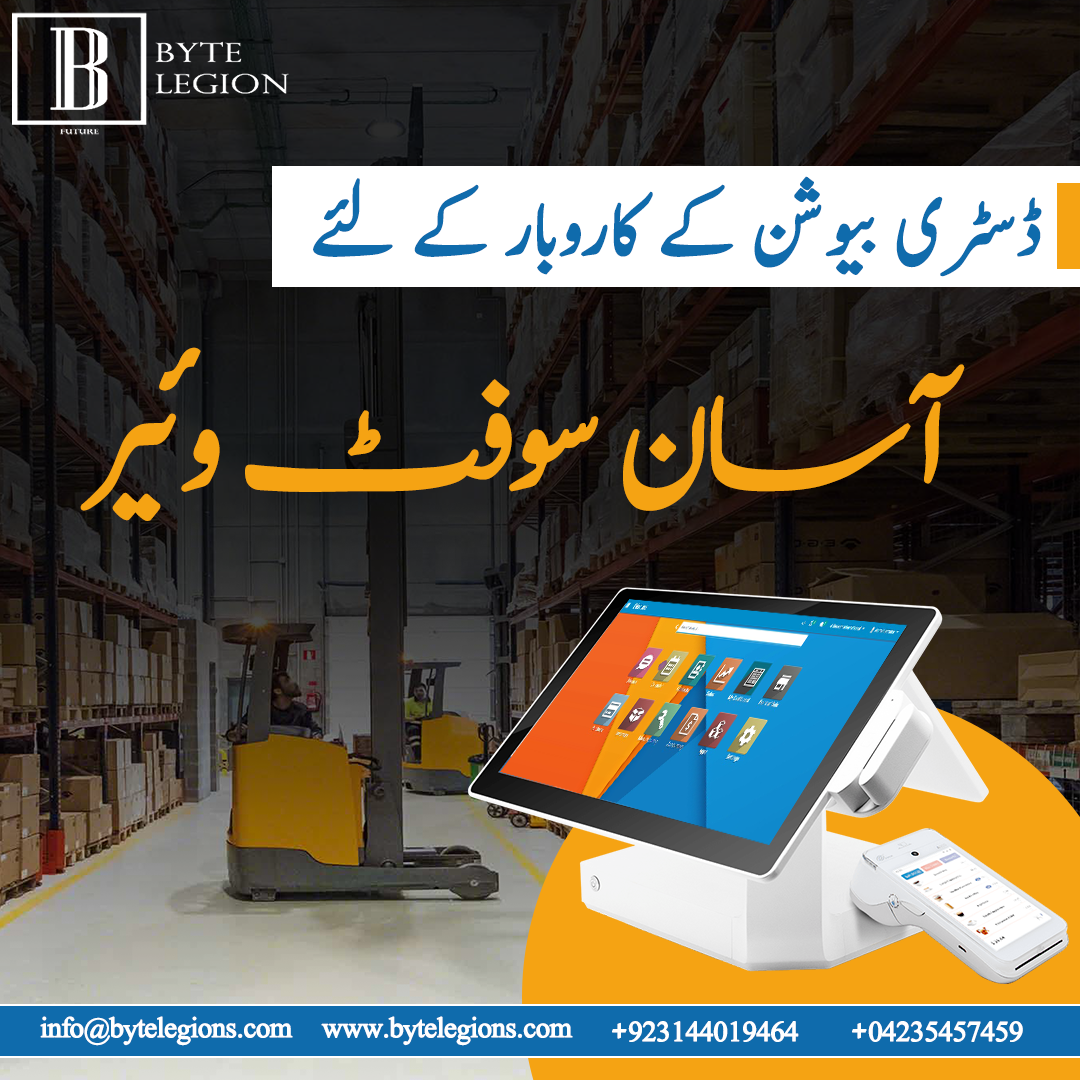 B
FUTURE
BYTE
LEGION
ڈسٹری بیوشن کے کاروبار کے لئے
آسان سوفٹ وئیر
info@bytelegions.com www.bytelegions.com +923144019464 +04235457459